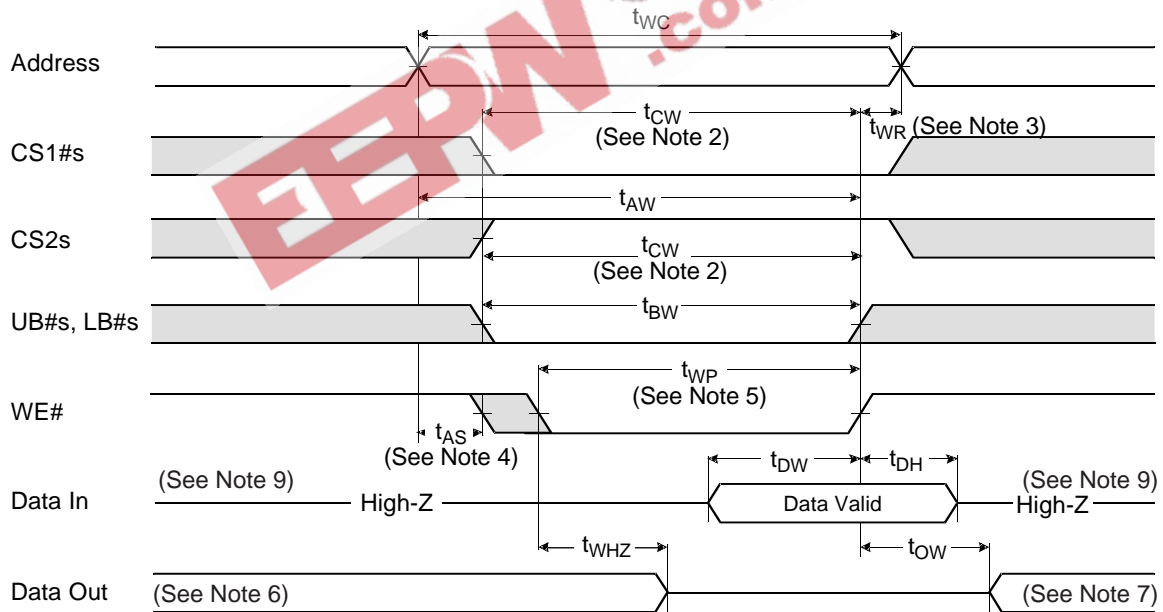 EEPW.com
tWC
Address
tCW
(See Note 2)
tWR (See Note 3)
CS1#s
tAW
CS2s
tCW
(See Note 2)
UB#s, LB#s
tBW
tWP
(See Note 5)
WE#
tAS
(See Note 4)
tDW
tDH
(See Note 9)
(See Note 9)
Data In
High-Z
Data Valid
High-Z
tWHZ
tOW
Data Out
(See Note 6)
(See Note 7)